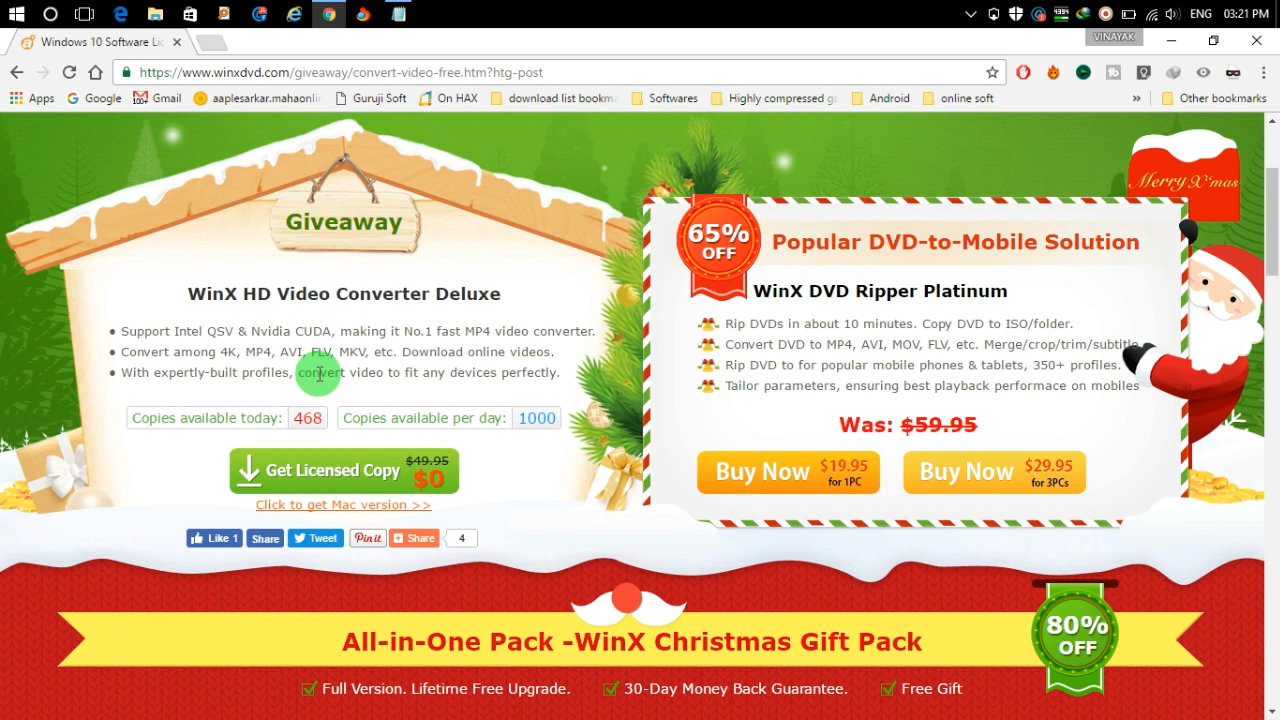 ENG 03:21 PM
Windows 10 Software Lic
VINAYAK
https://www.winxdvd.com/giveaway/convert-video-free.htm?htg-post
Apps Google Gmail aaplesarkar.mahaonlin Guruji Soft On HAX download list bookma Softwares Highly compressed ga Android online soft » Other bookmarks
Merry X'mas
Giveaway
WinX HD Video Converter Deluxe
• Support Intel QSV & Nvidia CUDA, making it No.1 fast MP4 video converter.
• Convert among 4K, MP4, AVI, FLV, MKV, etc. Download online videos.
• With expertly-built profiles, convert video to fit any devices perfectly.
Copies available today: 468 Copies available per day: 1000
Get Licensed Copy $49.95 $0
Click to get Mac version >>
Like 1 Share Tweet Pin it Share 4
65% OFF
Popular DVD-to-Mobile Solution
WinX DVD Ripper Platinum
Rip DVDs in about 10 minutes. Copy DVD to ISO/folder.
Convert DVD to MP4, AVI, MOV, FLV, etc. Merge/crop/trim/subtitle
Rip DVD to for popular mobile phones & tablets, 350+ profiles.
Tailor parameters, ensuring best playback performace on mobiles
Was: $59.95
Buy Now $19.95 for 1PC Buy Now $29.95 for 3PCs
All-in-One Pack -WinX Christmas Gift Pack
80% OFF
Full Version. Lifetime Free Upgrade. 30-Day Money Back Guarantee. Free Gift